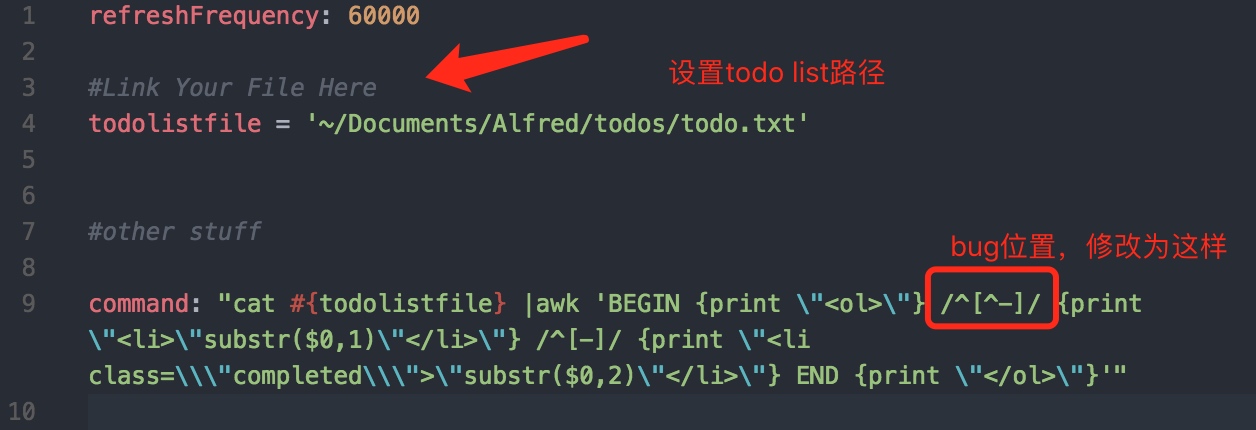 1 refreshFrequency: 60000
2
3 #Link Your File Here
设置todo list路径
4 todolistfile = '~/Documents/Alfred/todos/todo.txt'
5
6
7 #other stuff
bug位置，修改为这样
8
9 command: "cat #{todolistfile} |awk 'BEGIN {print \"<ol>\"} /^[^-]/ {print
\"<li>\"substr($0,1)\"</li>\"} /^[-]/ {print \"<li
class=\\\"completed\\\">\"substr($0,2)\"</li>\"} END {print \"</ol>\"}'"
10